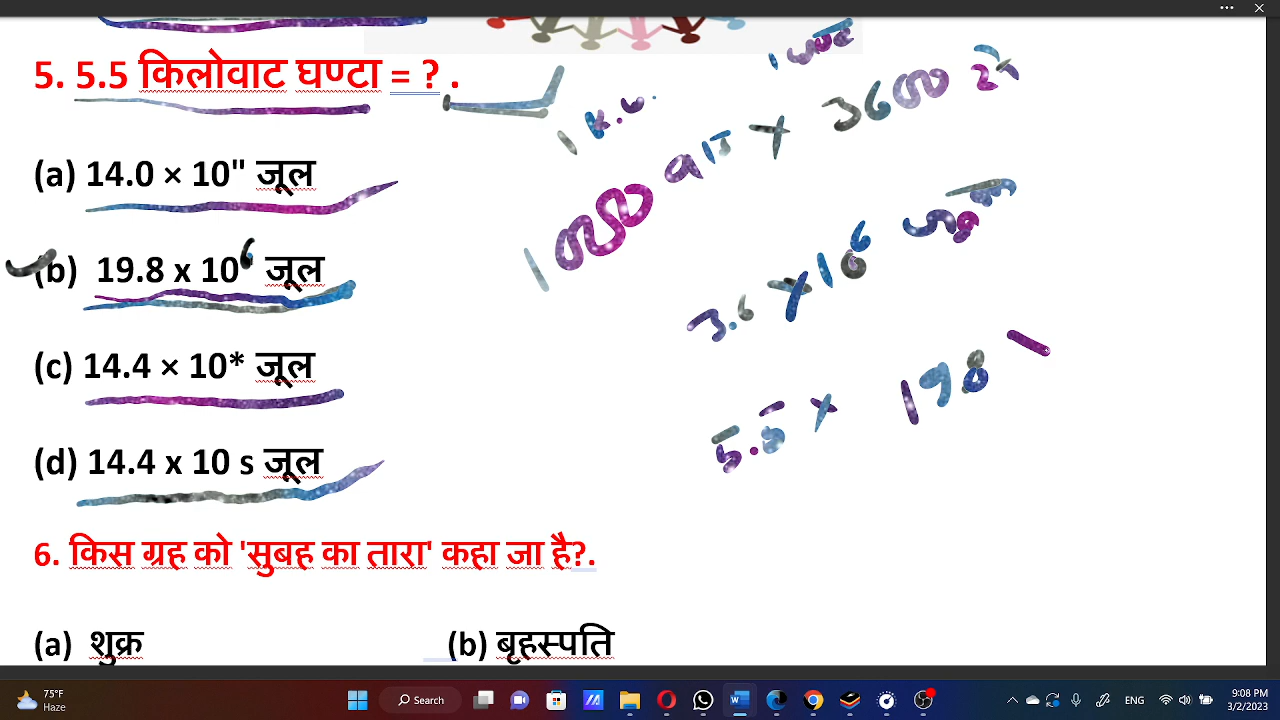 5. 5.5 किलोवाट घण्टा = ? .
(a) 14.0 × 10" जूल
(b) 19.8 x 10⁶ जूल
(c) 14.4 × 10* जूल
(d) 14.4 x 10 s जूल
1 k.w.
1000 वाट × 3600
3.6 × 10⁶ जूल
5.5 × 198
6. किस ग्रह को 'सुबह का तारा' कहा जा है?.
(a) शुक्र
(b) बृहस्पति
75°F
Haze
Search
ENG
9:08 PM
3/2/2023